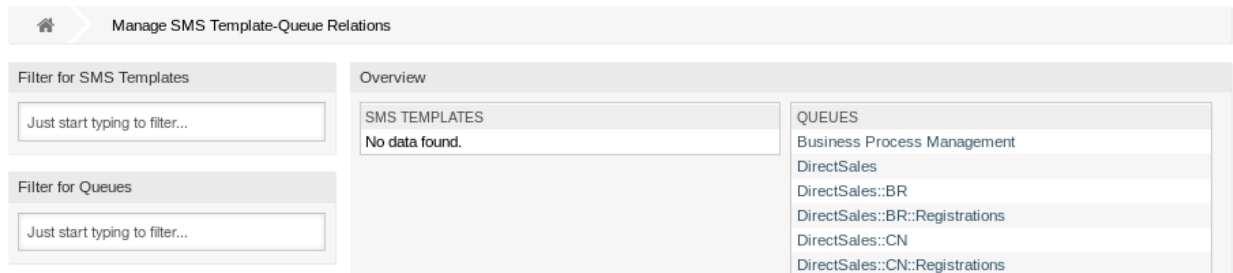 Manage SMS Template-Queue Relations
Filter for SMS Templates
Just start typing to filter...
Filter for Queues
Just start typing to filter...
Overview
SMS TEMPLATES
No data found.
QUEUES
Business Process Management
DirectSales
DirectSales::BR
DirectSales::BR::Registrations
DirectSales::CN
DirectSales::CN::Registrations